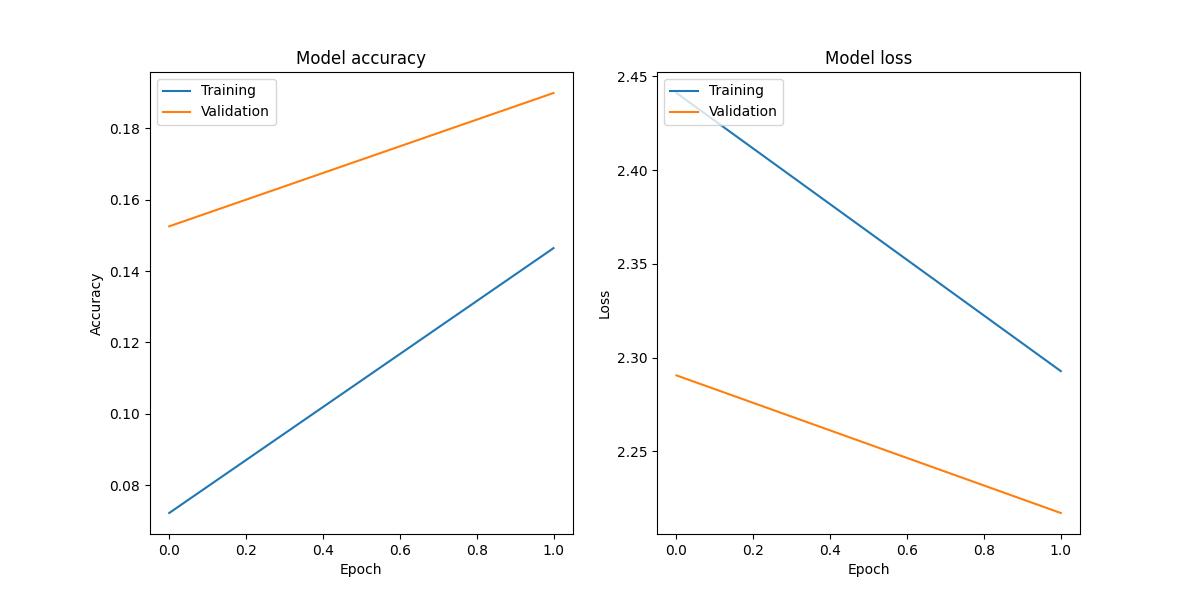 Model accuracy
Training
Validation
0.18
0.16
0.14
0.12
0.10
0.08
Accuracy
0.0 0.2 0.4 0.6 0.8 1.0
Epoch
Model loss
Training
Validation
2.45
2.40
2.35
2.30
2.25
Loss
0.0 0.2 0.4 0.6 0.8 1.0
Epoch